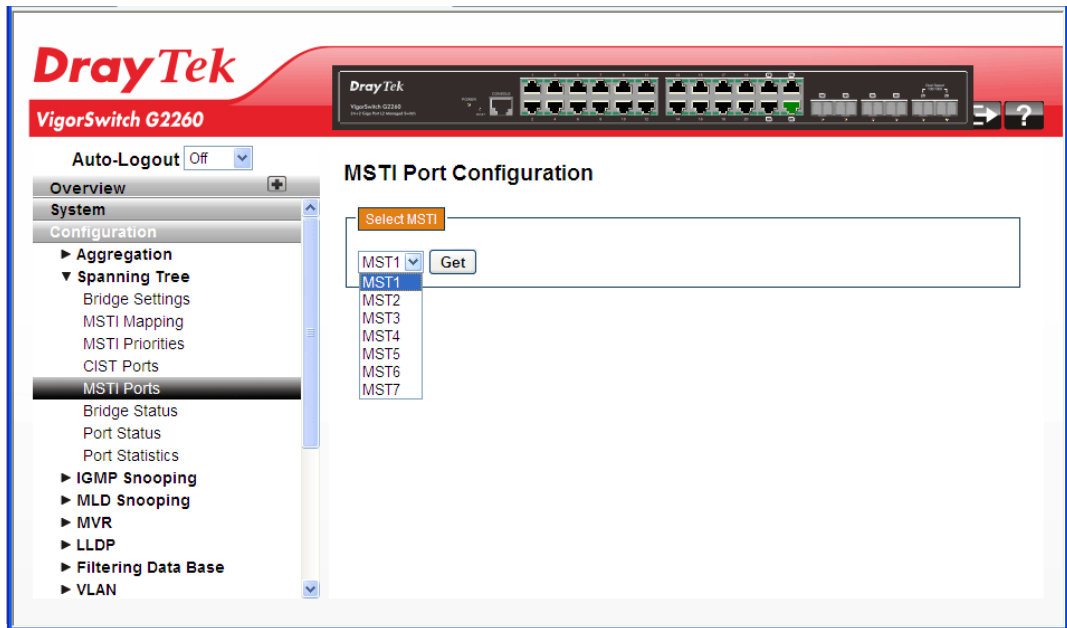 DrayTek
VigorSwitch G2260
DrayTek
VigorSwitch G2260
Auto-Logout Off
Overview
System
Configuration
► Aggregation
▼ Spanning Tree
Bridge Settings
MSTI Mapping
MSTI Priorities
CIST Ports
MSTI Ports
Bridge Status
Port Status
Port Statistics
► IGMP Snooping
► MLD Snooping
► MVR
► LLDP
► Filtering Data Base
► VLAN
MSTI Port Configuration
Select MSTI
MST1 Get
MST1
MST2
MST3
MST4
MST5
MST6
MST7